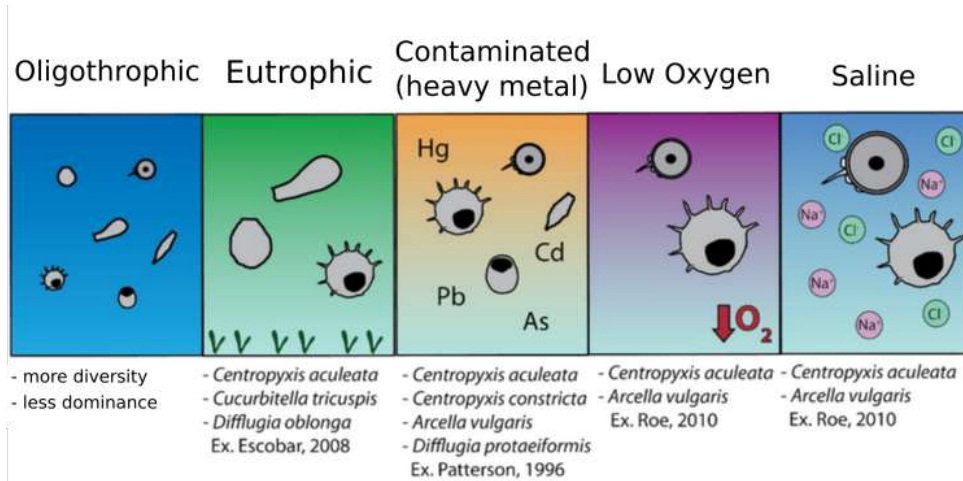 Oligothrophic
Eutrophic
Contaminated
(heavy metal)
Low Oxygen
Saline
Hg
Cd
Pb
As
O2
Cl-
Cl-
Na+
Na+
Cl-
Na+
Cl-
Na+
- more diversity
- less dominance
- Centropyxis aculeata
- Cucurbitella tricuspis
- Difflugia oblonga
Ex. Escobar, 2008
- Centropyxis aculeata
- Centropyxis constricta
- Arcella vulgaris
- Difflugia protaeiformis
Ex. Patterson, 1996
- Centropyxis aculeata
- Arcella vulgaris
Ex. Roe, 2010
- Centropyxis aculeata
- Arcella vulgaris
Ex. Roe, 2010